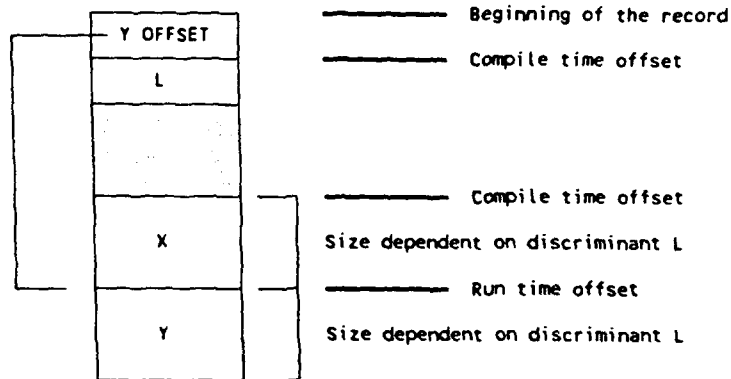 Beginning of the record
Y OFFSET
Compile time offset
L
Compile time offset
X
Size dependent on discriminant L
Run time offset
Y
Size dependent on discriminant L